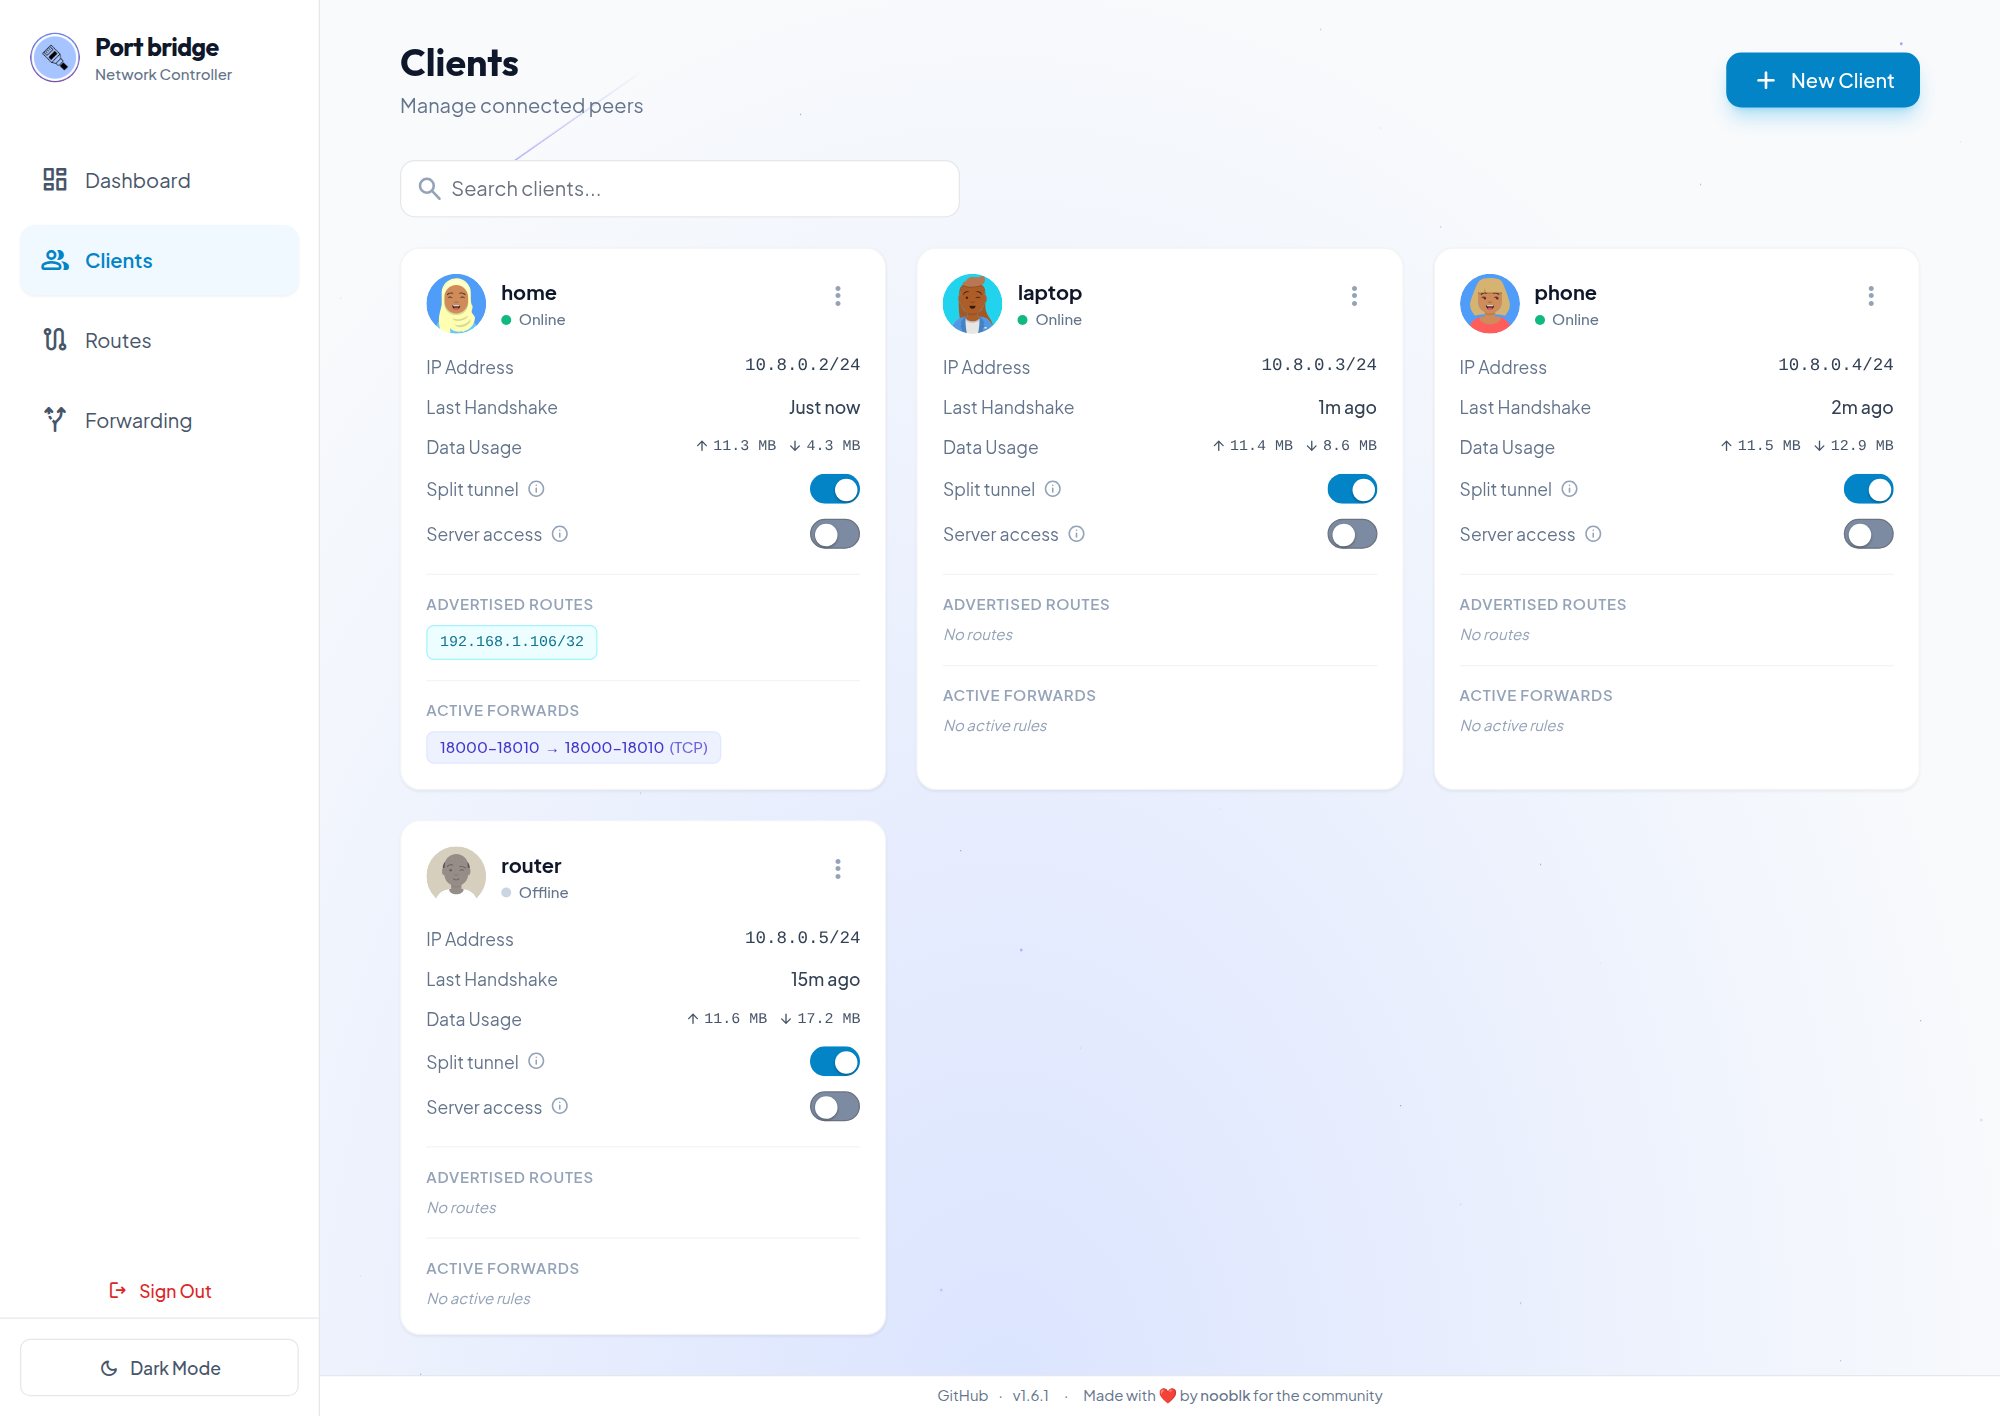 Port bridge
Network Controller
Dashboard
Clients
Routes
Forwarding
Sign Out
Dark Mode
Clients
Manage connected peers
New Client
Search clients...
home
Online
IP Address 10.8.0.2/24
Last Handshake Just now
Data Usage ↑ 11.3 MB ↓ 4.3 MB
Split tunnel
Server access
ADVERTISED ROUTES
192.168.1.106/32
ACTIVE FORWARDS
18000-18010 → 18000-18010 (TCP)
laptop
Online
IP Address 10.8.0.3/24
Last Handshake 1m ago
Data Usage ↑ 11.4 MB ↓ 8.6 MB
Split tunnel
Server access
ADVERTISED ROUTES
No routes
ACTIVE FORWARDS
No active rules
phone
Online
IP Address 10.8.0.4/24
Last Handshake 2m ago
Data Usage ↑ 11.5 MB ↓ 12.9 MB
Split tunnel
Server access
ADVERTISED ROUTES
No routes
ACTIVE FORWARDS
No active rules
router
Offline
IP Address 10.8.0.5/24
Last Handshake 15m ago
Data Usage ↑ 11.6 MB ↓ 17.2 MB
Split tunnel
Server access
ADVERTISED ROUTES
No routes
ACTIVE FORWARDS
No active rules
GitHub · v1.6.1 · Made with ❤️ by nooblk for the community